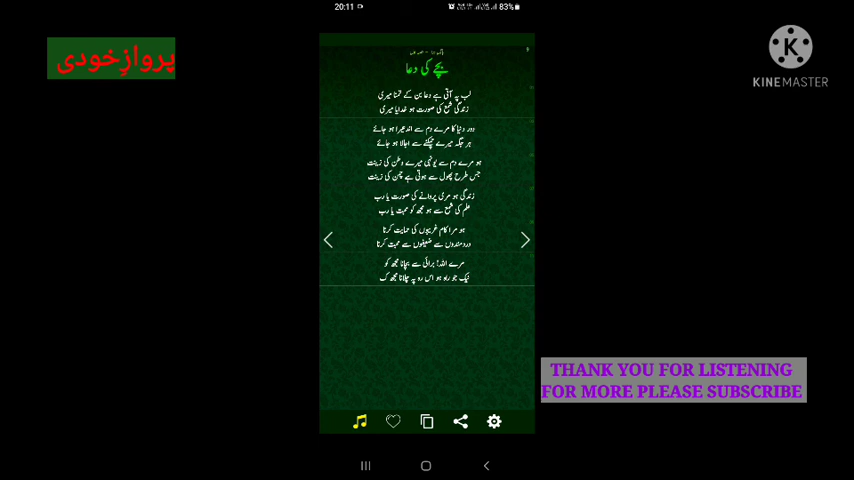 20:11
83%
پروازِخودی
KINEMASTER
بچے کی دعا
لب پہ آتی ہے دعا بن کے تمنا میری
زندگی شمع کی صورت ہو خدایا میری
دور دنیا کا مرے دم سے اندھیرا ہو جائے
ہر جگہ میرے چمکنے سے اجالا ہو جائے
ہو مرے دم سے یونہی میرے وطن کی زینت
جس طرح پھول سے ہوتی ہے چمن کی زینت
زندگی ہو مری پروانے کی صورت یا رب
علم کی شمع سے ہو مجھ کو محبت یا رب
ہو مرا کام غریبوں کی حمایت کرنا
دردمندوں سے ضعیفوں سے محبت کرنا
مرے اللہ! برائی سے بچانا مجھ کو
نیک جو راہ ہو اس رہ پہ چلانا مجھ ک
THANK YOU FOR LISTENING
FOR MORE PLEASE SUBSCRIBE